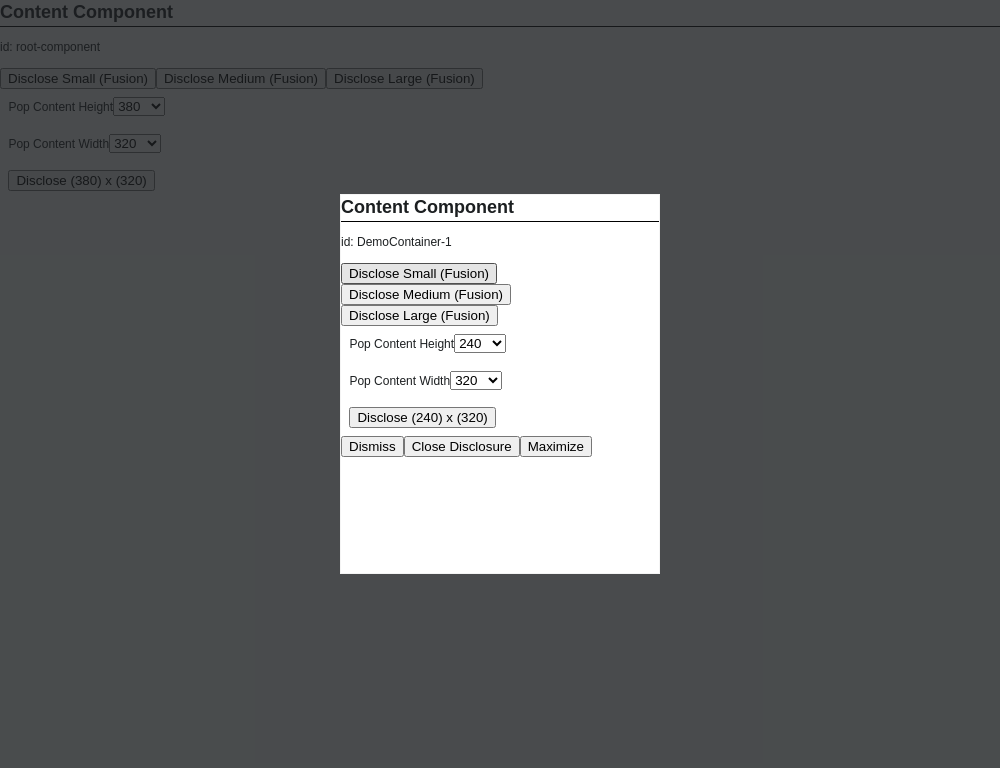 Content Component
id: root-component
Disclose Small (Fusion) Disclose Medium (Fusion) Disclose Large (Fusion)
Pop Content Height 380
Pop Content Width 320
Disclose (380) x (320)
Content Component
id: DemoContainer-1
Disclose Small (Fusion)
Disclose Medium (Fusion)
Disclose Large (Fusion)
Pop Content Height 240
Pop Content Width 320
Disclose (240) x (320)
Dismiss Close Disclosure Maximize